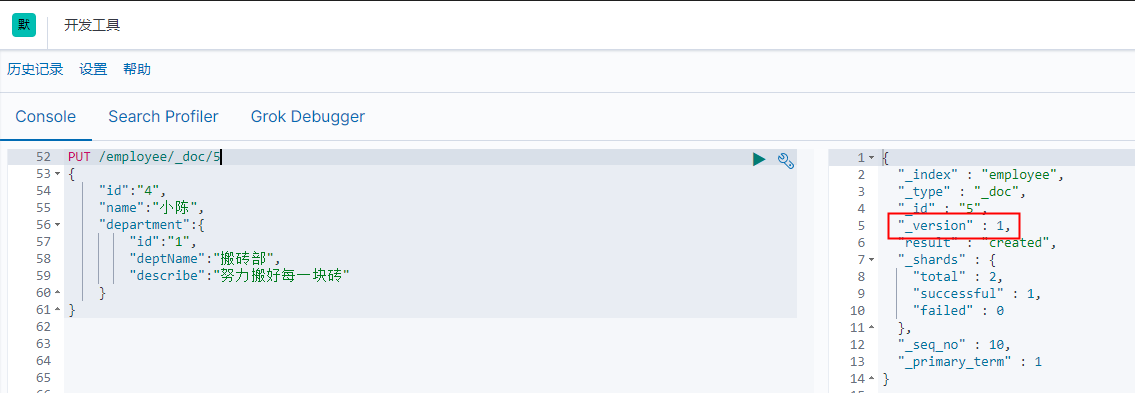 默 开发工具
历史记录 设置 帮助
Console Search Profiler Grok Debugger
52 PUT /employee/_doc/5
53 {
54 "id":"4",
55 "name":"小陈",
56 "department":{
57 "id":"1",
58 "deptName":"搬砖部",
59 "describe":"努力搬好每一块砖"
60 }
61 }
62
63
64
65
66
1 {
2 "_index" : "employee",
3 "_type" : "_doc",
4 "_id" : "5",
5 "_version" : 1,
6 "result" : "created",
7 "_shards" : {
8 "total" : 2,
9 "successful" : 1,
10 "failed" : 0
11 },
12 "_seq_no" : 10,
13 "_primary_term" : 1
14 }
15